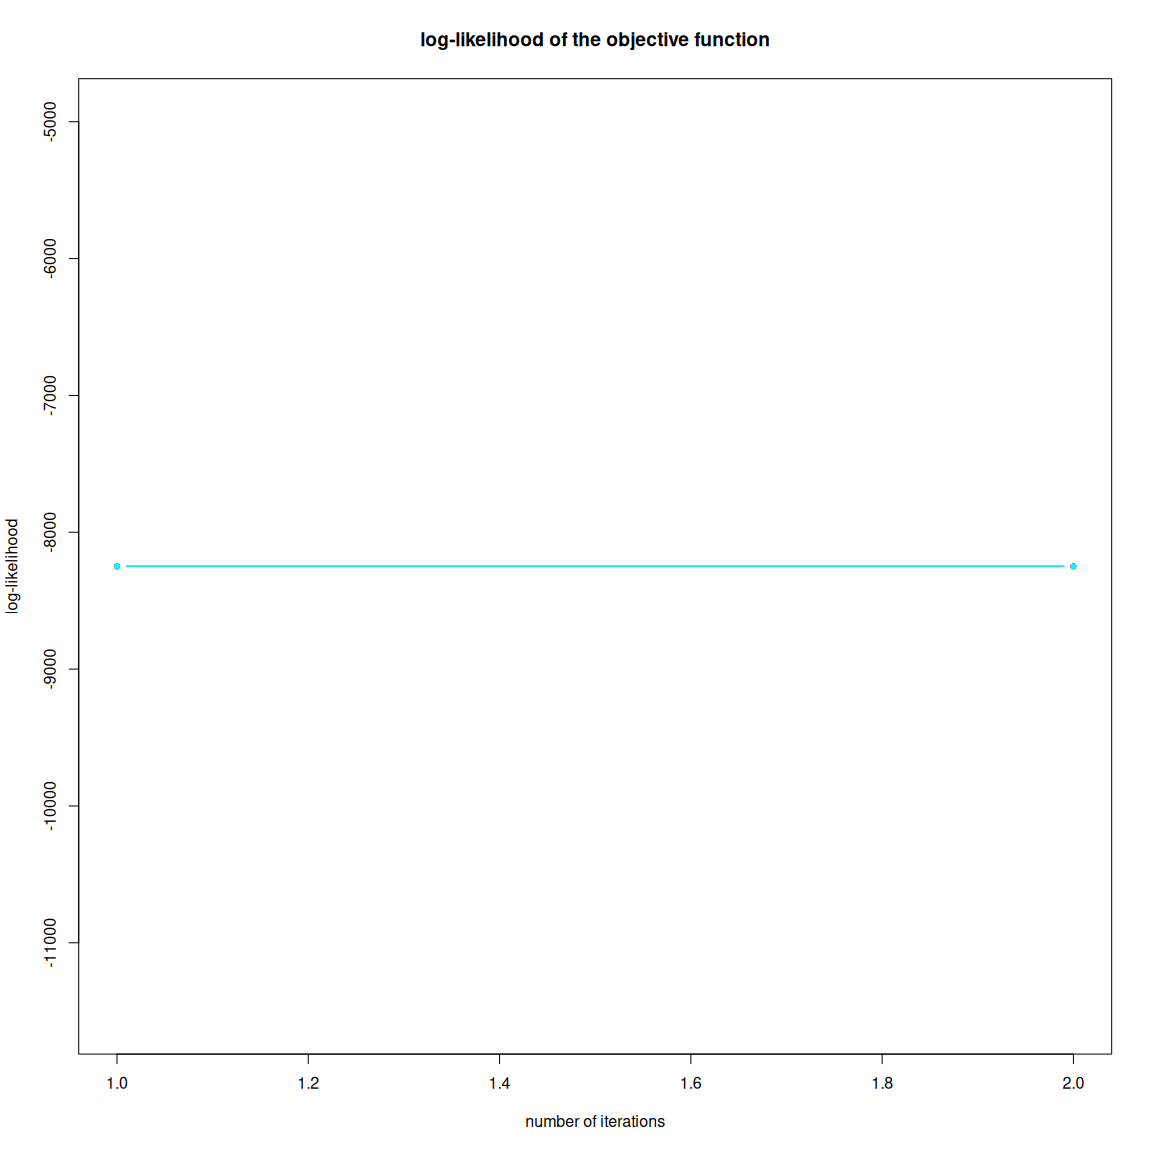 log-likelihood of the objective function
-5000
-6000
-7000
-8000
-9000
-10000
-11000
log-likelihood
1.0 1.2 1.4 1.6 1.8 2.0
number of iterations